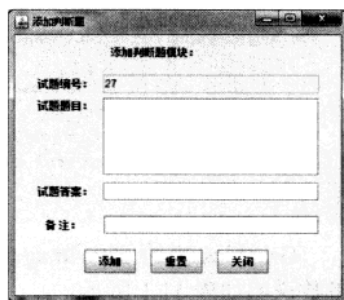 添加判断题
添加判断题模块：
试题编号：27
试题题目：
试题答案：
备注：
添加 重置 关闭